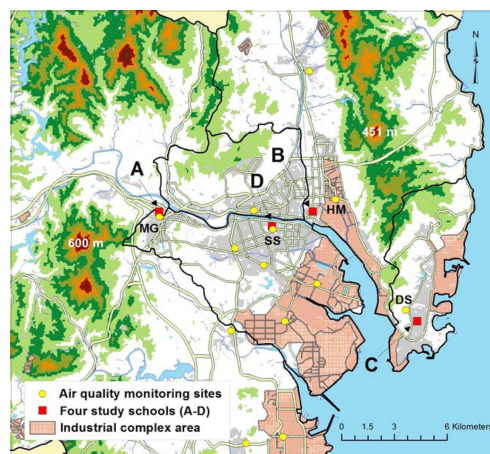 N
451 m
B
A
D
HM
MG
SS
600 m
DS
C
Air quality monitoring sites
Four study schools (A-D)
Industrial complex area
0 1.5 3 6 Kilometers